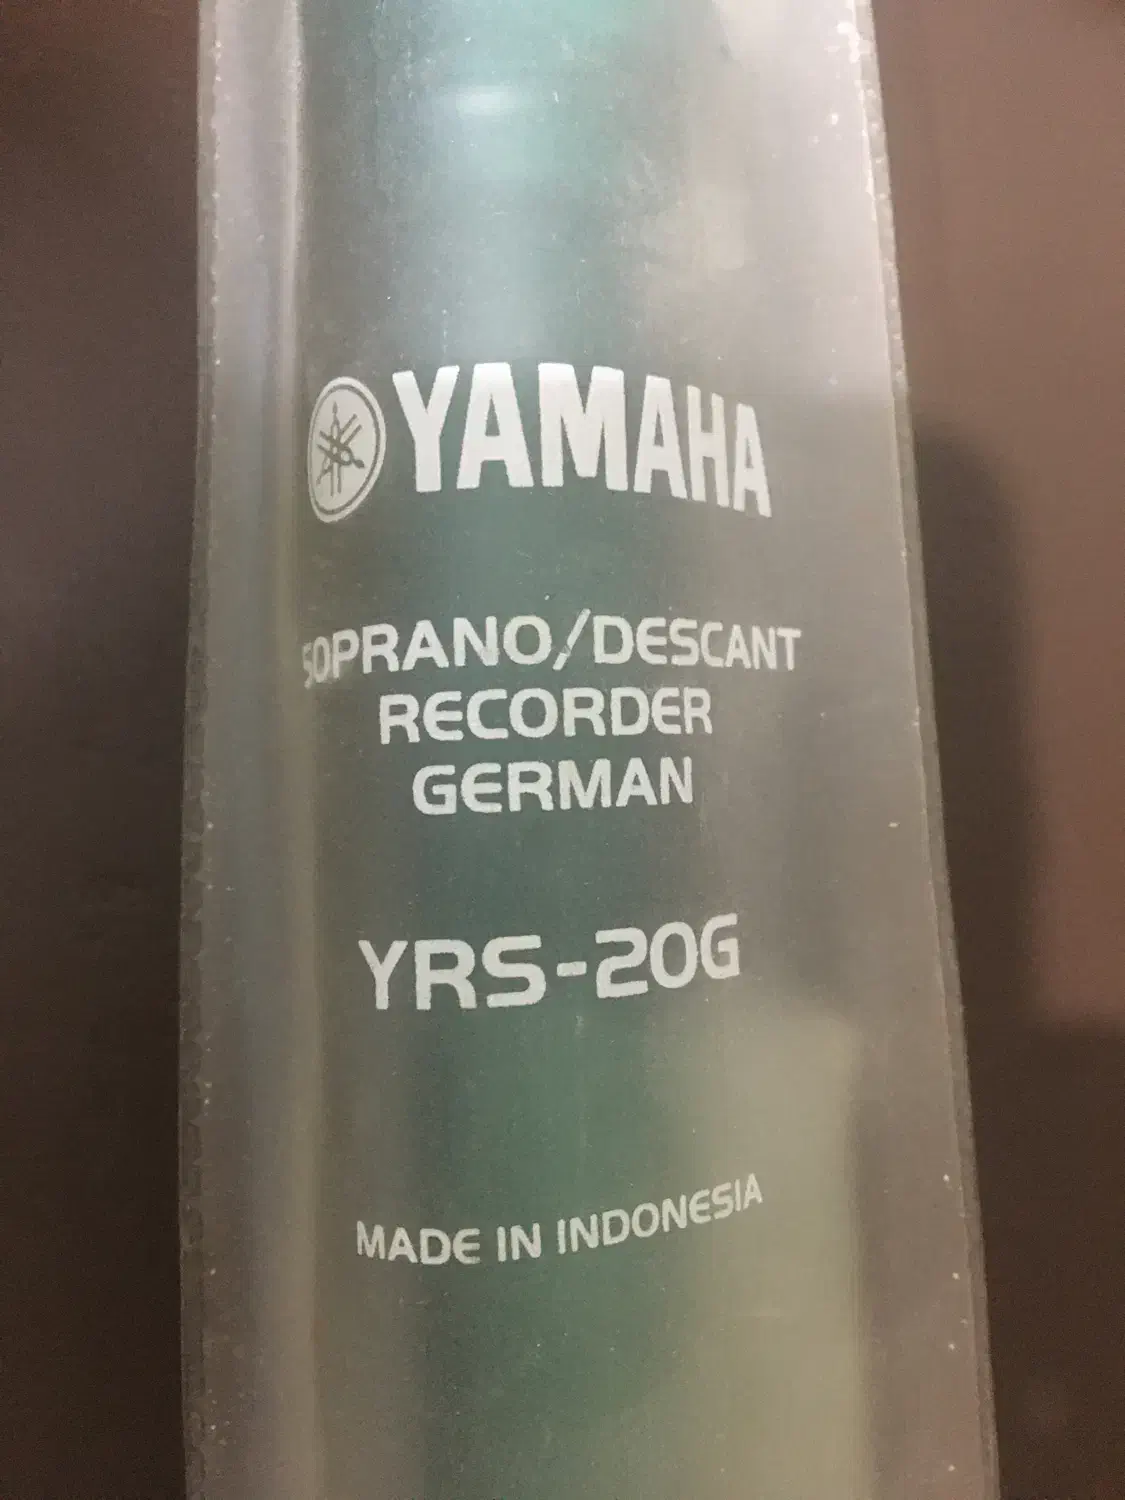 YAMAHA
SOPRANO/DESCANT
RECORDER
GERMAN
YRS-20G
MADE IN INDONESIA